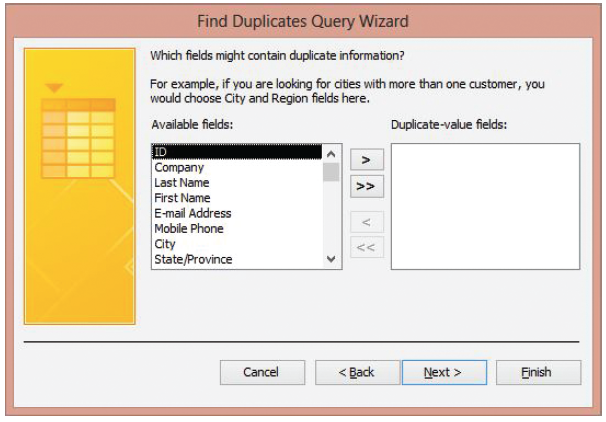 Find Duplicates Query Wizard
Which fields might contain duplicate information?
For example, if you are looking for cities with more than one customer, you
would choose City and Region fields here.
Available fields:
Duplicate-value fields:
ID
Company
Last Name
First Name
E-mail Address
Mobile Phone
City
State/Province
>
>>
<
<<
Cancel
< Back
Next >
Finish